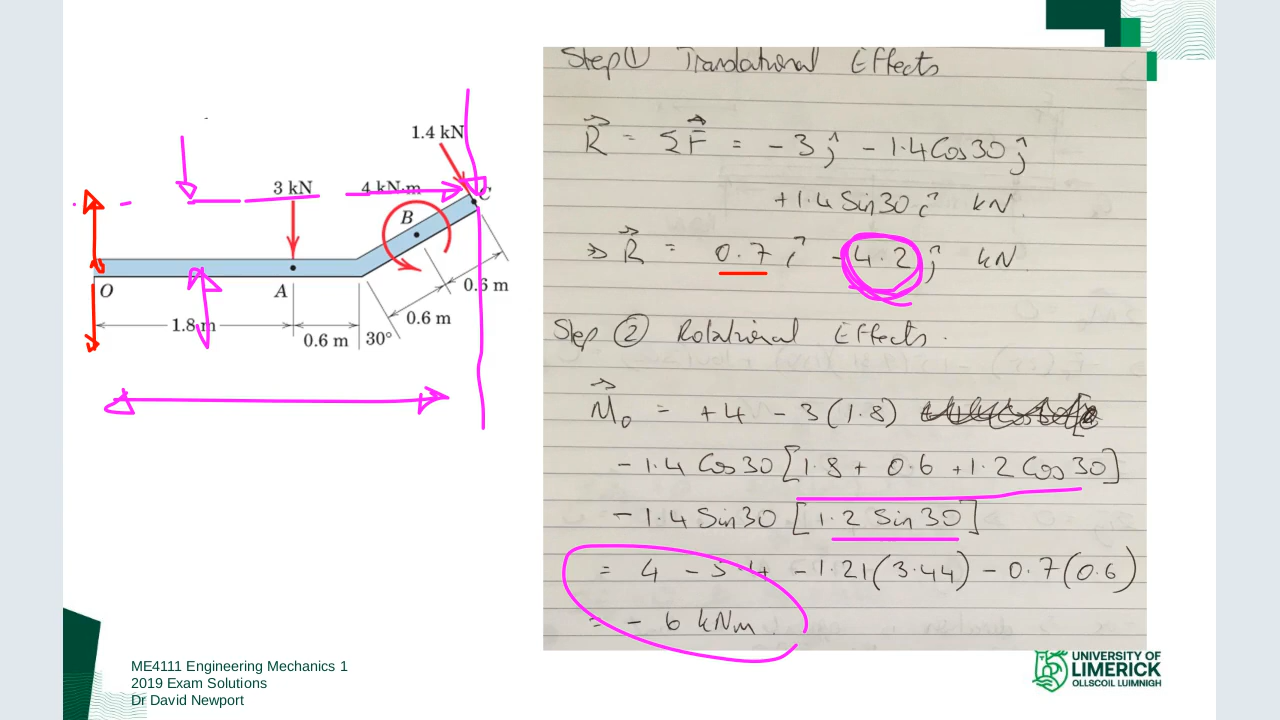 1.4 kN
3 kN
4 kN·m
C
B
O
A
1.8 m
0.6 m
30°
0.6 m
0.6 m
Step ① Translational Effects
R = ΣF = - 3 ĵ - 1.4 Cos 30 ĵ
+ 1.4 Sin 30 î kN
⇒ R = 0.7 î - 4.2 ĵ kN
Step ② Rotational Effects.
M₀ = +4 - 3(1.8)
- 1.4 Cos 30 [1.8 + 0.6 + 1.2 Cos 30]
- 1.4 Sin 30 [1.2 Sin 30]
= 4 - 5.4 - 1.21(3.44) - 0.7(0.6)
= - 6 kNm
ME4111 Engineering Mechanics 1
2019 Exam Solutions
Dr David Newport
UNIVERSITY OF
LIMERICK
OLLSCOIL LUIMNIGH